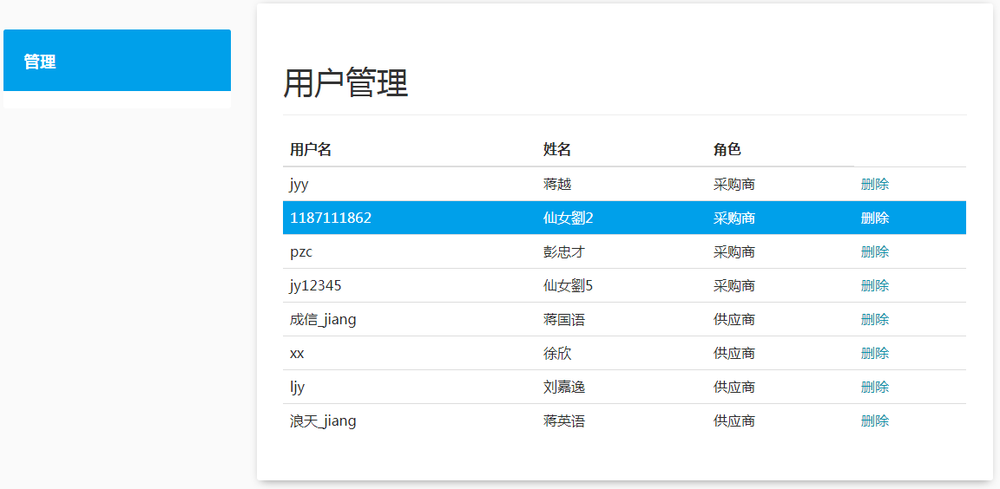 管理
用户管理
用户名 姓名 角色
jyy 蒋越 采购商 删除
1187111862 仙女劉2 采购商 删除
pzc 彭忠才 采购商 删除
jy12345 仙女劉5 采购商 删除
成信_jiang 蒋国语 供应商 删除
xx 徐欣 供应商 删除
ljy 刘嘉逸 供应商 删除
浪天_jiang 蒋英语 供应商 删除